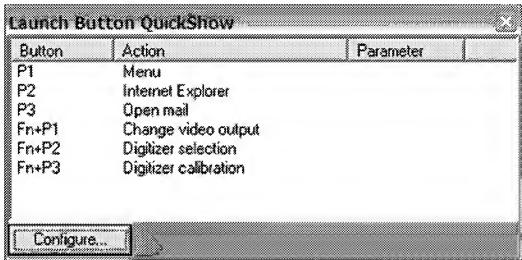 Launch Button QuickShow
Button Action Parameter
P1 Menu
P2 Internet Explorer
P3 Open mail
Fn+P1 Change video output
Fn+P2 Digitizer selection
Fn+P3 Digitizer calibration
Configure...